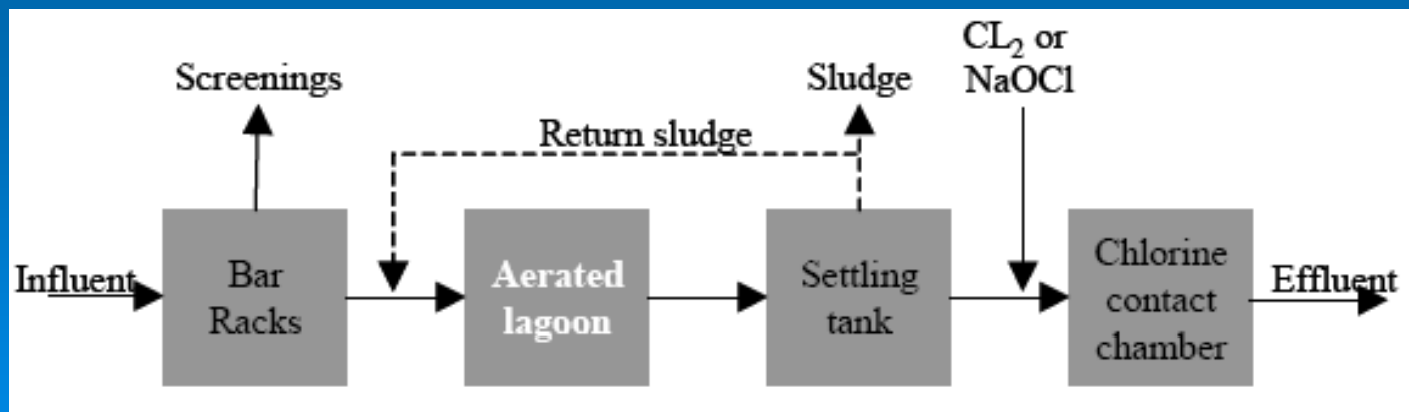 Screenings
Sludge
CL₂ or
NaOCl
Return sludge
Influent
Bar
Racks
Aerated
lagoon
Settling
tank
Chlorine
contact
chamber
Effluent